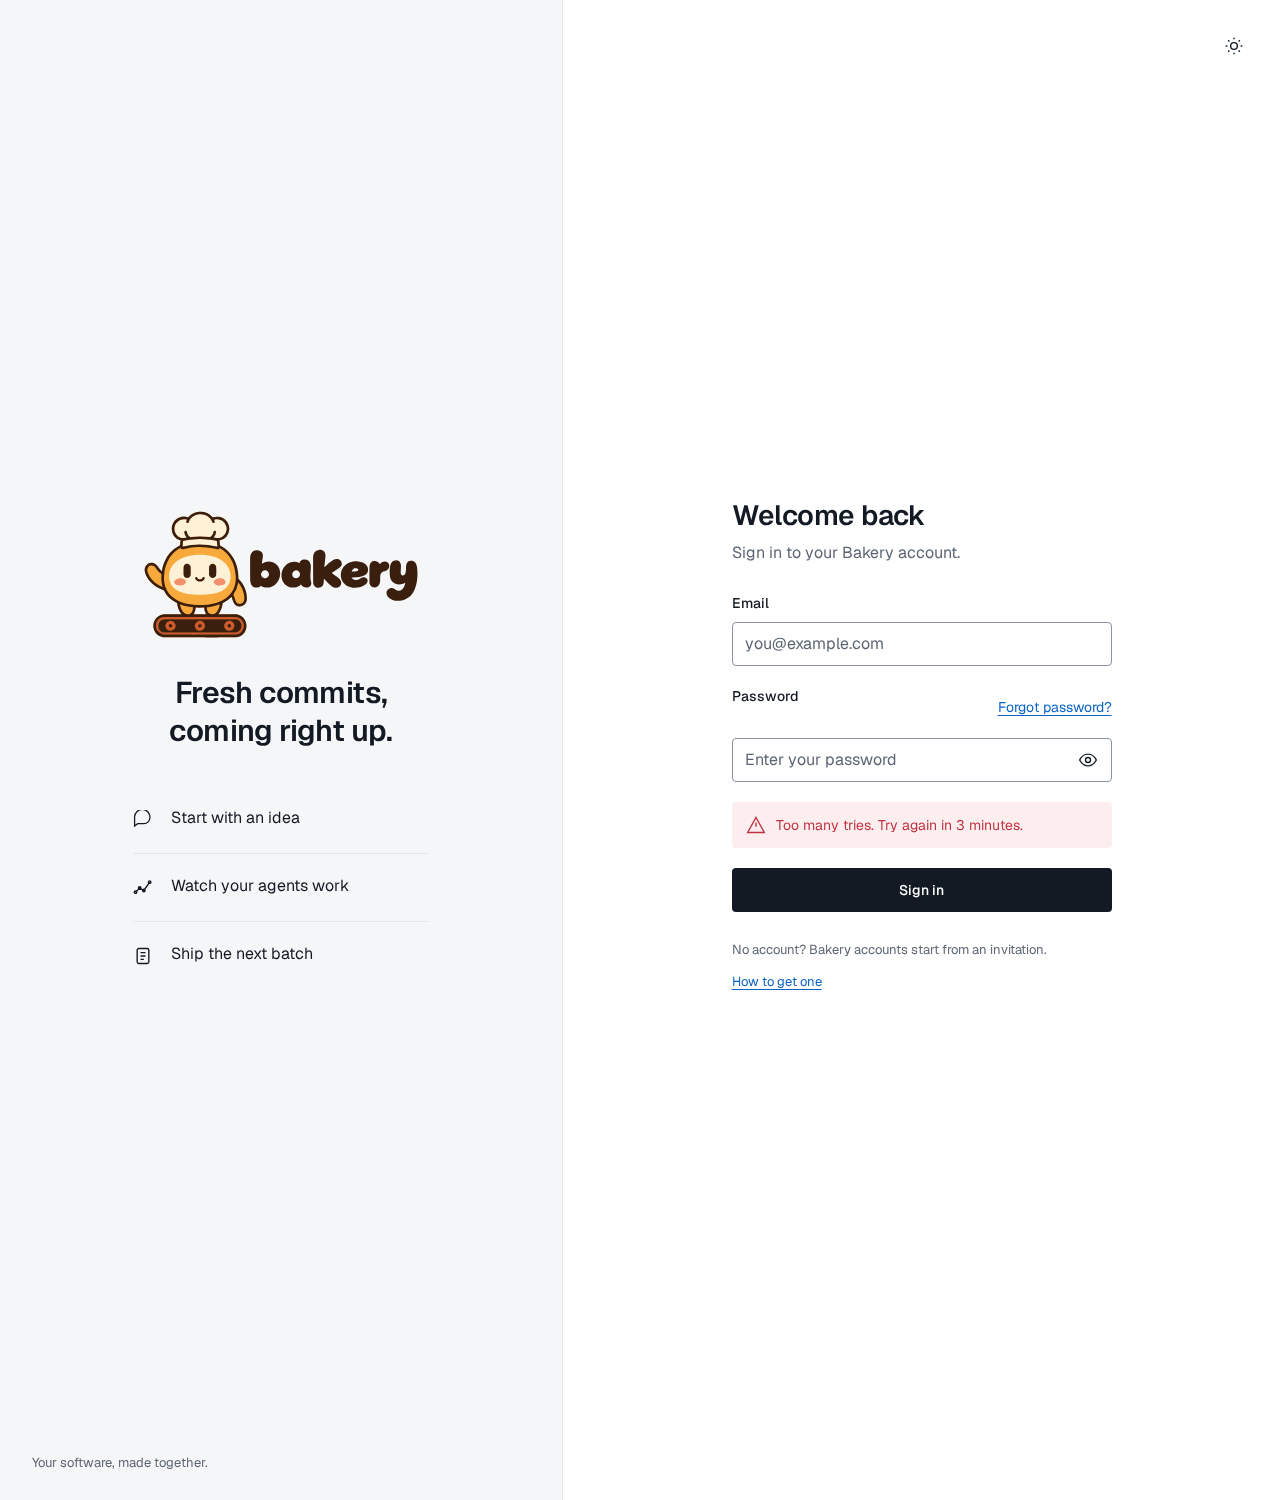 bakery
Fresh commits,
coming right up.
Start with an idea
Watch your agents work
Ship the next batch
Your software, made together.
Welcome back
Sign in to your Bakery account.
Email
you@example.com
Password
Forgot password?
Enter your password
Too many tries. Try again in 3 minutes.
Sign in
No account? Bakery accounts start from an invitation.
How to get one